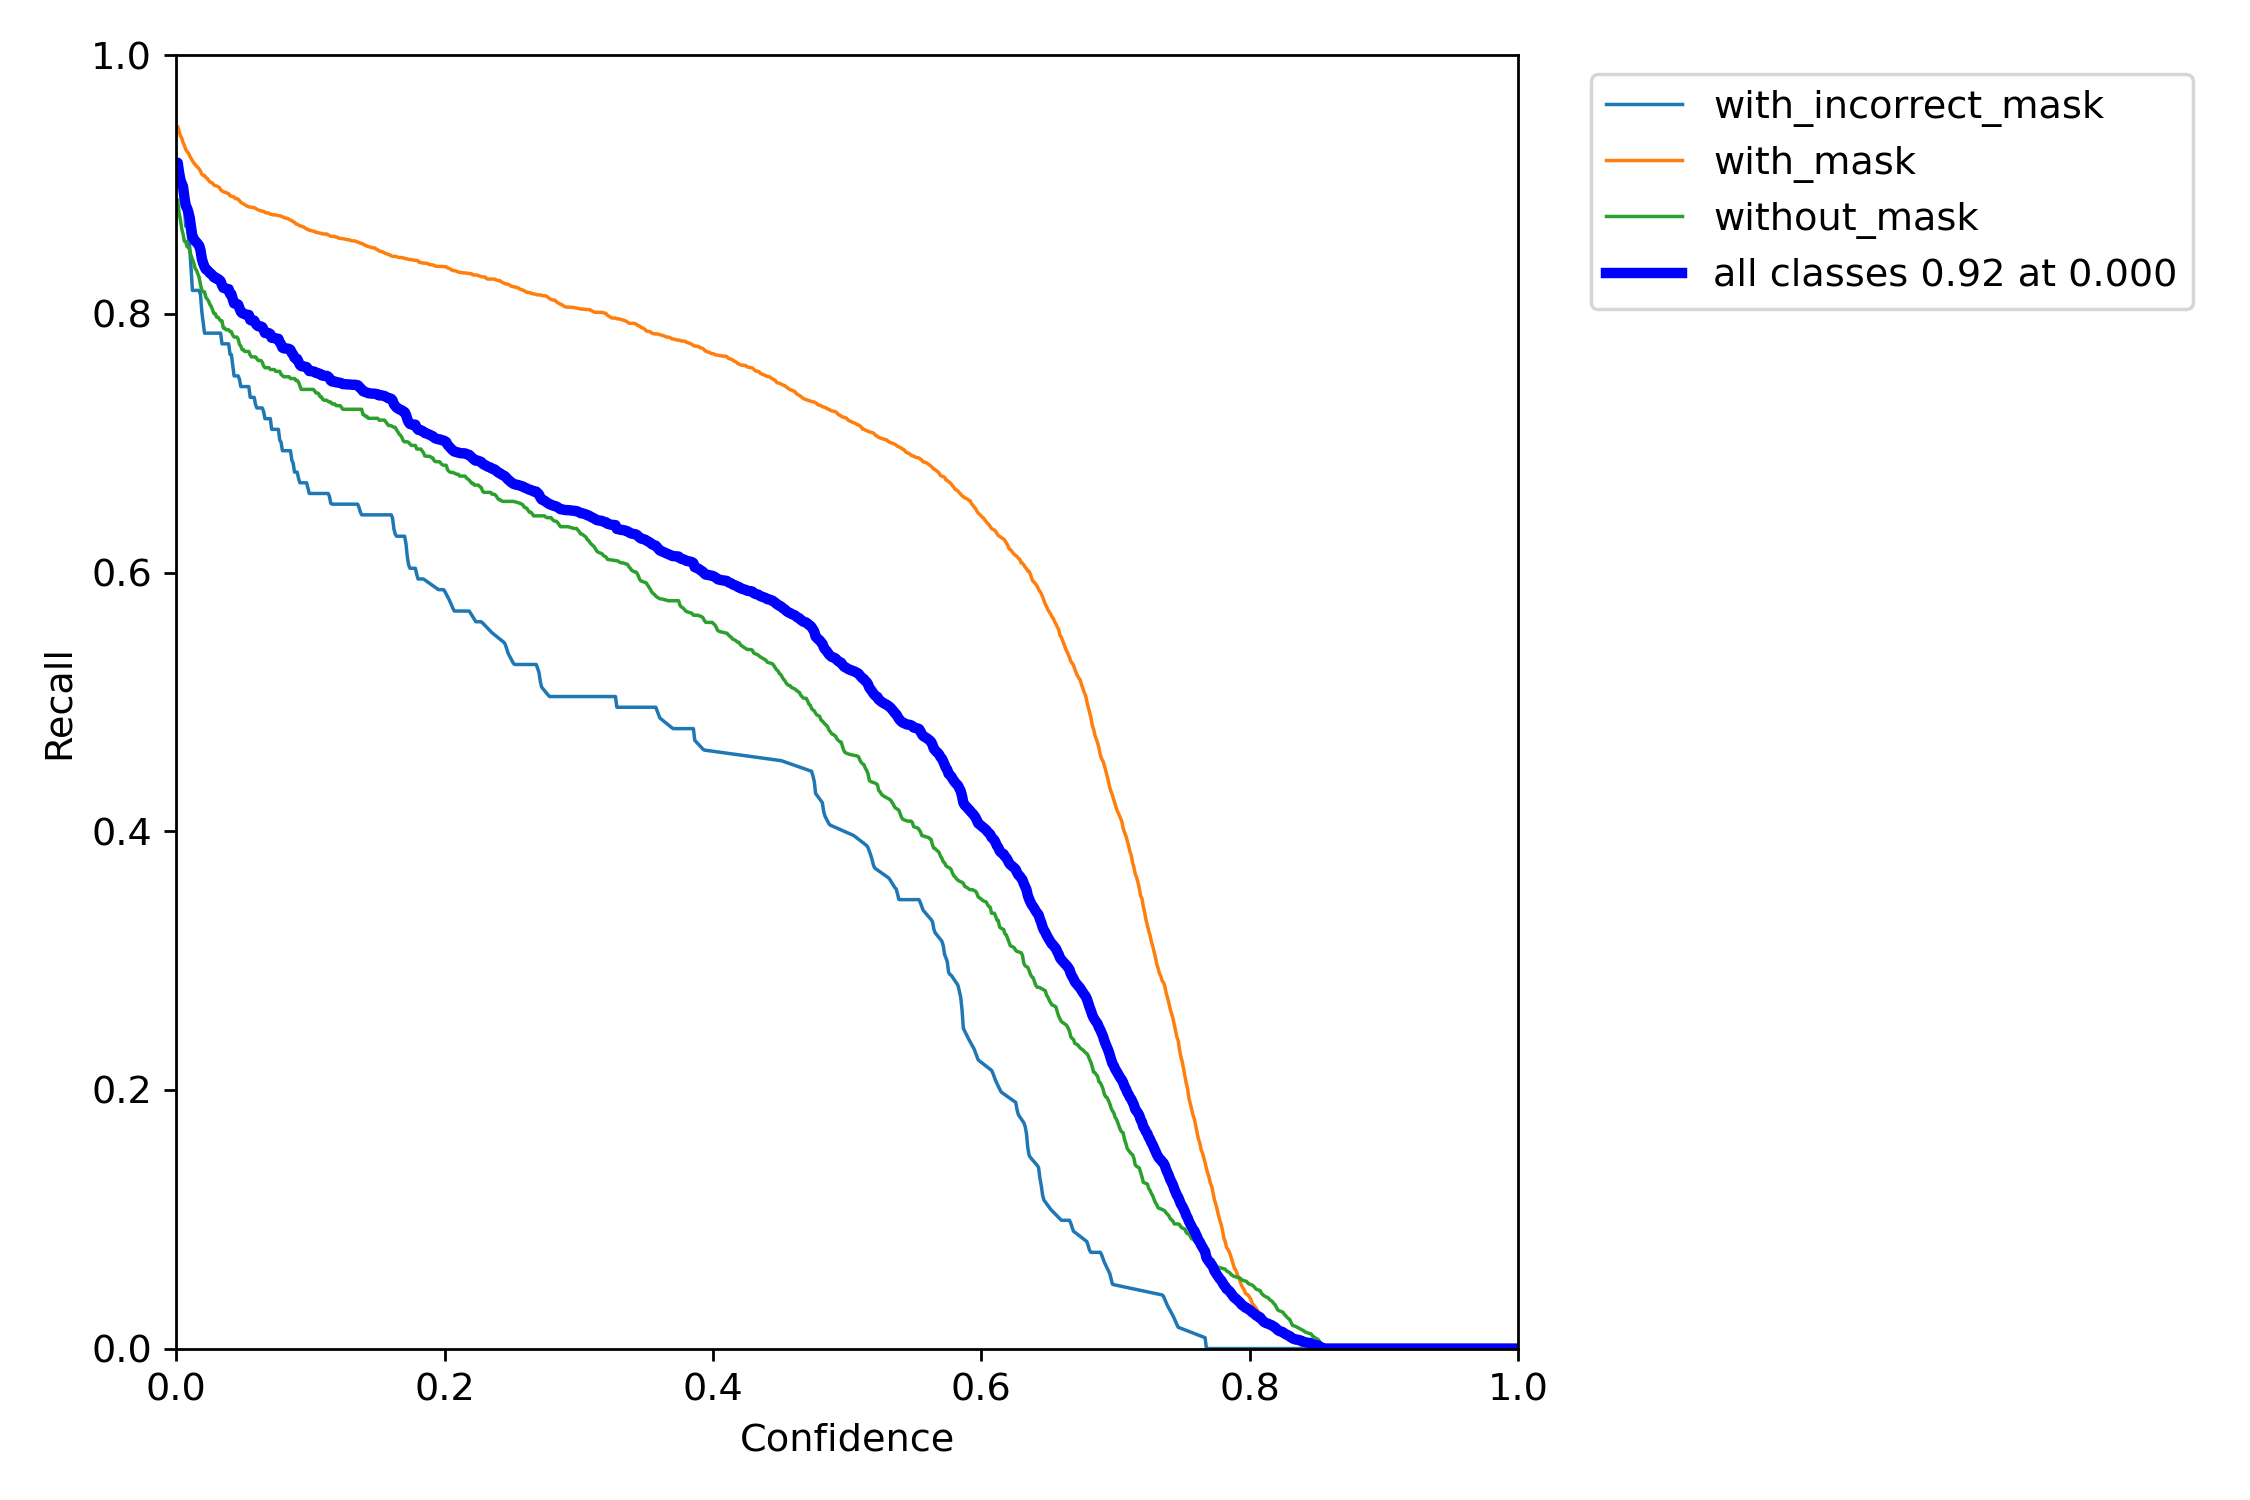 1.0
0.8
0.6
0.4
0.2
0.0
Recall
0.0 0.2 0.4 0.6 0.8 1.0
Confidence
with_incorrect_mask
with_mask
without_mask
all classes 0.92 at 0.000